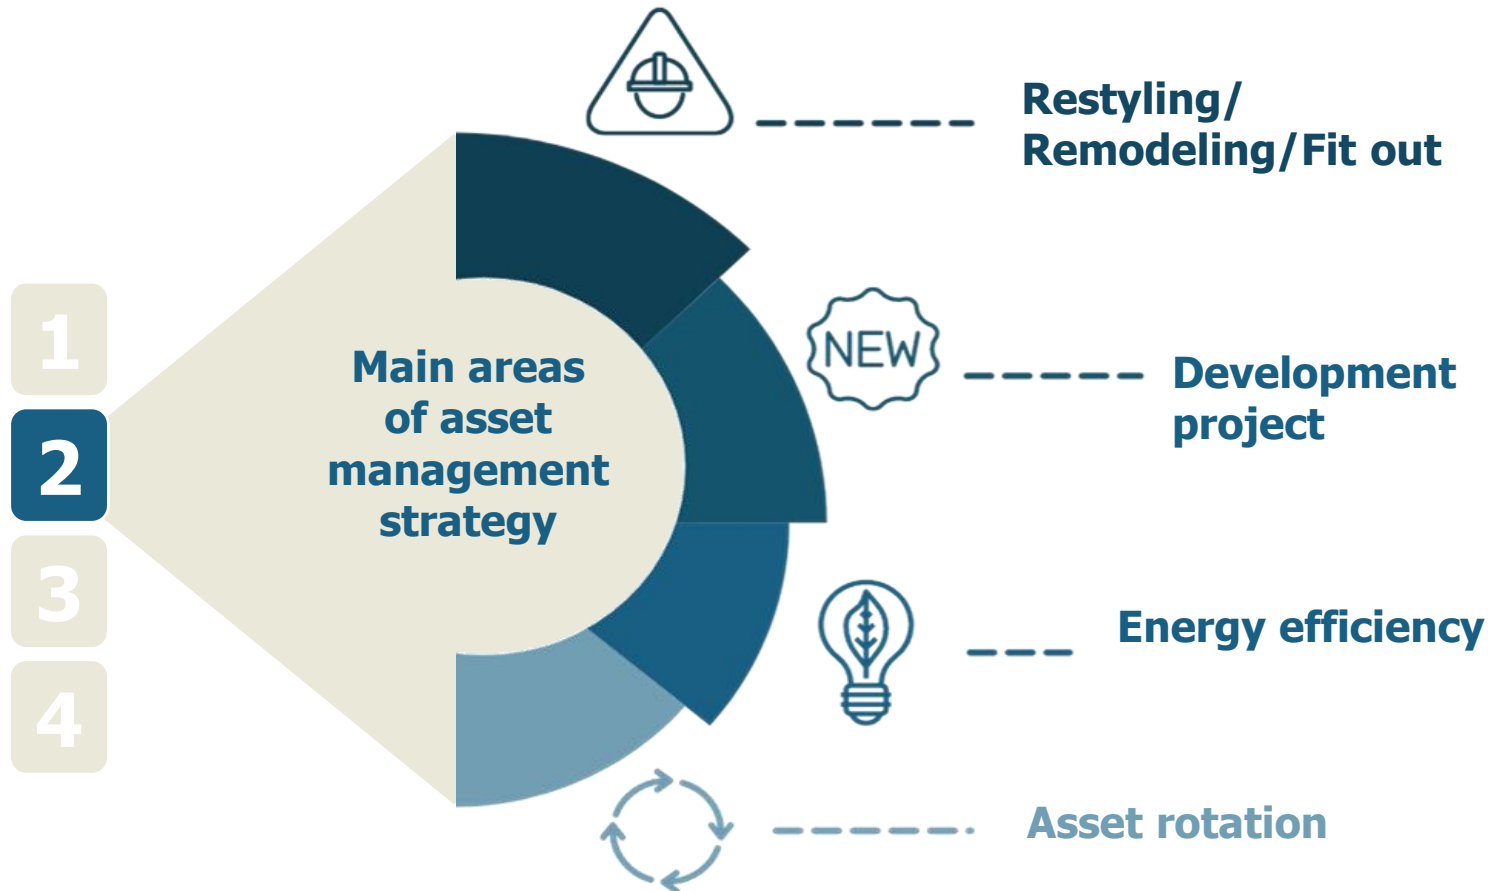 Restyling/
Remodeling/Fit out
1
2
3
4
Main areas
of asset
management
strategy
NEW
Development
project
Energy efficiency
Asset rotation